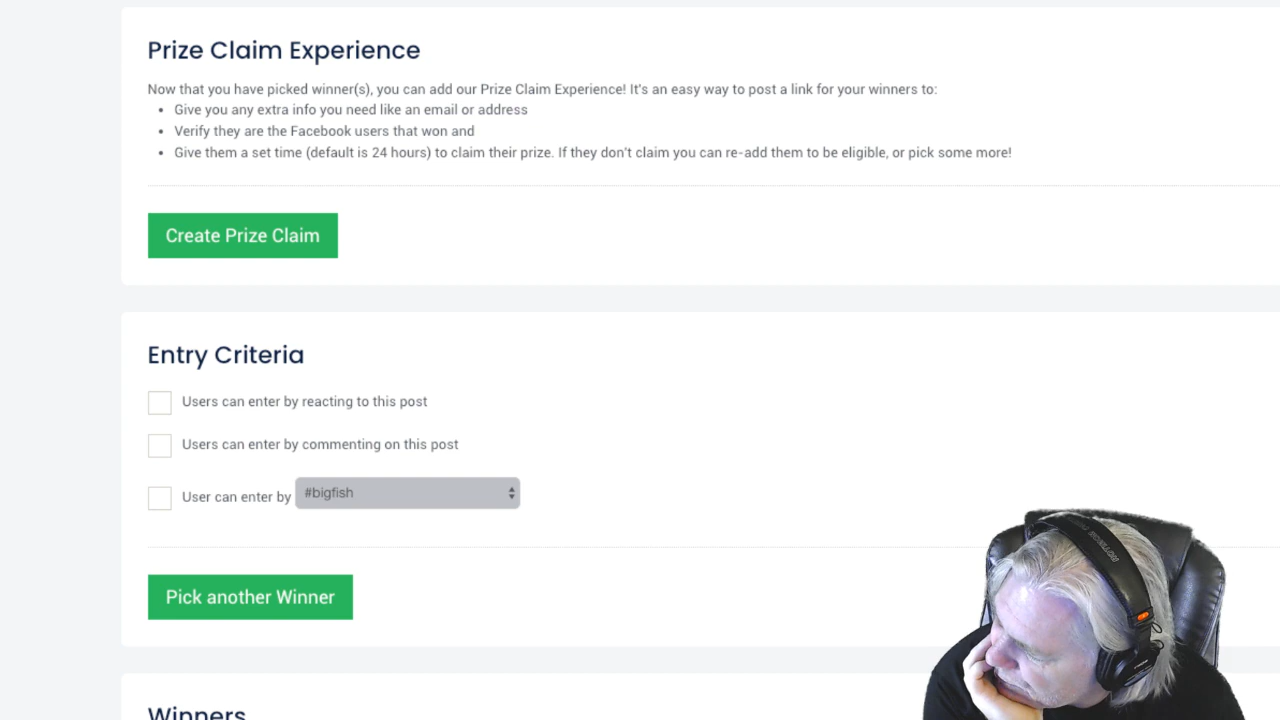 Prize Claim Experience
Now that you have picked winner(s), you can add our Prize Claim Experience! It's an easy way to post a link for your winners to:
Give you any extra info you need like an email or address
Verify they are the Facebook users that won and
Give them a set time (default is 24 hours) to claim their prize. If they don't claim you can re-add them to be eligible, or pick some more!
Create Prize Claim
Entry Criteria
Users can enter by reacting to this post
Users can enter by commenting on this post
User can enter by #bigfish
Pick another Winner
Winners